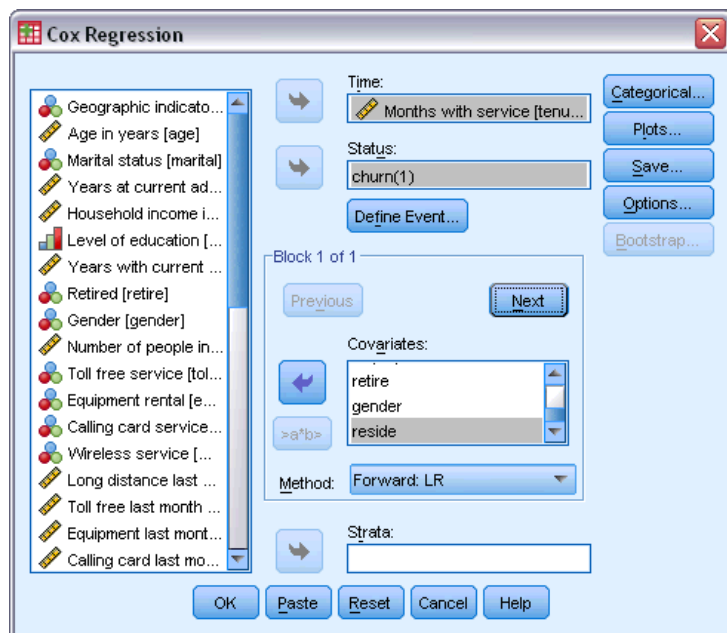 Cox Regression
Geographic indicato...
Age in years [age]
Marital status [marital]
Years at current ad...
Household income i...
Level of education [...
Years with current ...
Retired [retire]
Gender [gender]
Number of people in...
Toll free service [tol...
Equipment rental [e...
Calling card service...
Wireless service [...
Long distance last ...
Toll free last month ...
Equipment last mont...
Calling card last mo...
Time:
Months with service [tenu...
Status:
churn(1)
Define Event...
Block 1 of 1
Previous
Next
Covariates:
retire
gender
reside
>a*b>
Method:
Forward: LR
Strata:
Categorical...
Plots...
Save...
Options...
Bootstrap...
OK
Paste
Reset
Cancel
Help